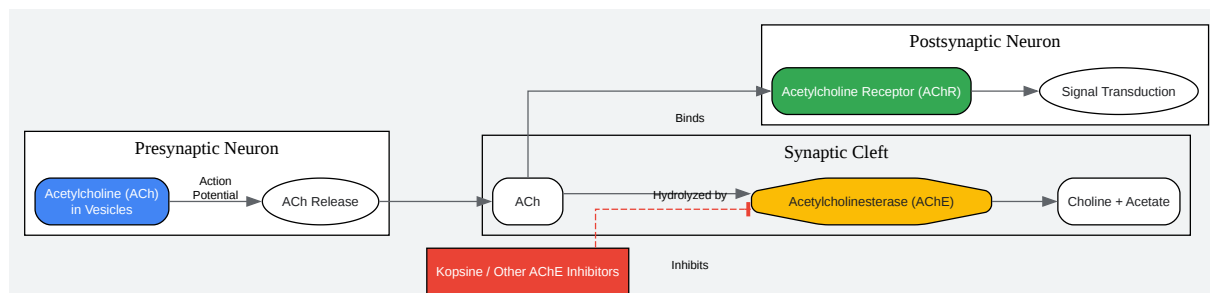 Postsynaptic Neuron
Acetylcholine Receptor (AChR)
Signal Transduction
Binds
Presynaptic Neuron
Acetylcholine (ACh)
in Vesicles
Action
Potential
ACh Release
Synaptic Cleft
ACh
Hydrolyzed by
Acetylcholinesterase (AChE)
Choline + Acetate
Kopsine / Other AChE Inhibitors
Inhibits